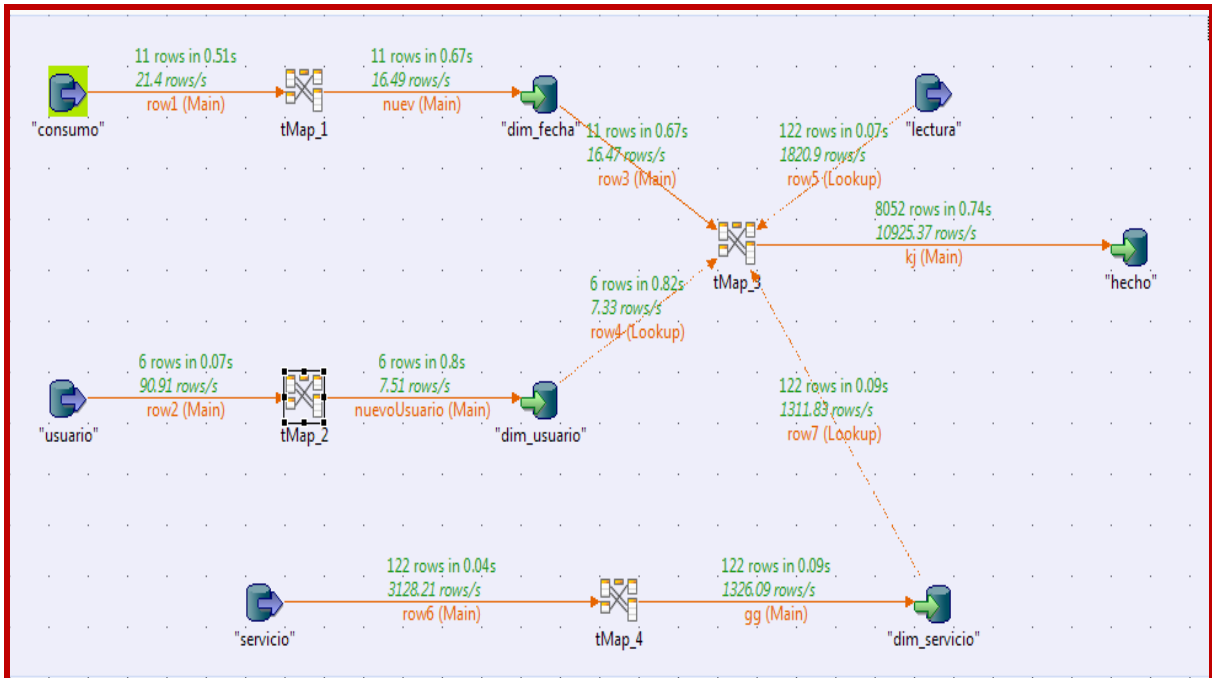 11 rows in 0.51s
21.4 rows/s
row1 (Main)
11 rows in 0.67s
16.49 rows/s
nuev (Main)
"consumo"
tMap_1
"dim_fecha"
11 rows in 0.67s
16.47 rows/s
row3 (Main)
122 rows in 0.07s
1820.9 rows/s
row5 (Lookup)
"lectura"
8052 rows in 0.74s
10925.37 rows/s
kj (Main)
tMap_3
"hecho"
6 rows in 0.82s
7.33 rows/s
row4 (Lookup)
6 rows in 0.07s
90.91 rows/s
row2 (Main)
6 rows in 0.8s
7.51 rows/s
nuevoUsuario (Main)
"usuario"
tMap_2
"dim_usuario"
122 rows in 0.09s
1311.83 rows/s
row7 (Lookup)
122 rows in 0.04s
3128.21 rows/s
row6 (Main)
122 rows in 0.09s
1326.09 rows/s
gg (Main)
"servicio"
tMap_4
"dim_servicio"